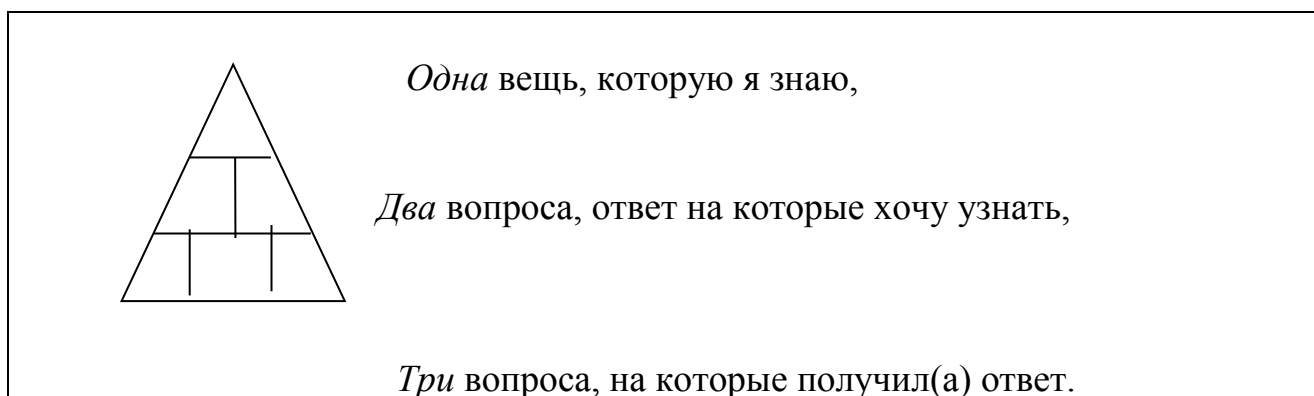 Одна вещь, которую я знаю,
Два вопроса, ответ на которые хочу узнать,
Три вопроса, на которые получил(а) ответ.